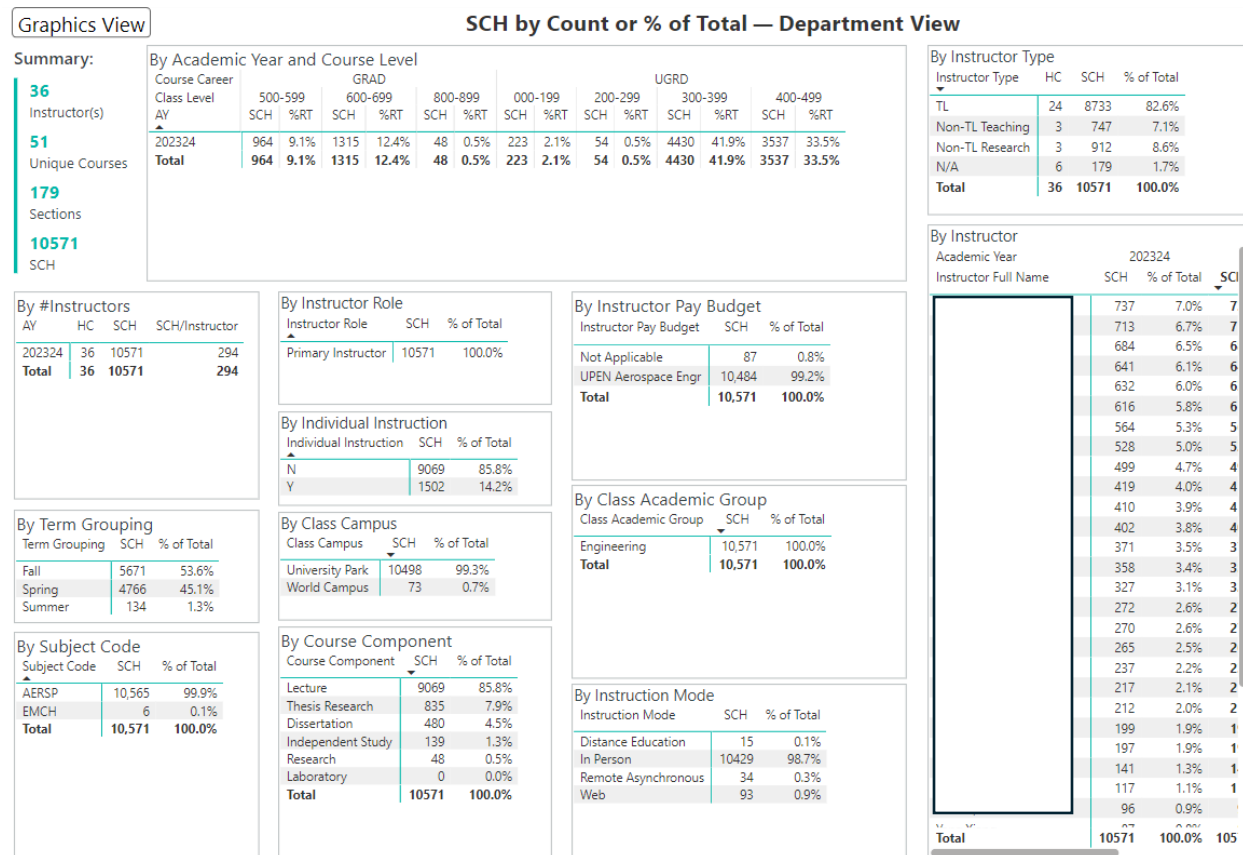 Graphics View
SCH by Count or % of Total — Department View
Summary:
36
Instructor(s)
51
Unique Courses
179
Sections
10571
SCH
By Academic Year and Course Level
Course Career GRAD UGRD
Class Level 500-599 600-699 800-899 000-199 200-299 300-399 400-499
AY SCH %RT SCH %RT SCH %RT SCH %RT SCH %RT SCH %RT SCH %RT
202324 964 9.1% 1315 12.4% 48 0.5% 223 2.1% 54 0.5% 4430 41.9% 3537 33.5%
Total 964 9.1% 1315 12.4% 48 0.5% 223 2.1% 54 0.5% 4430 41.9% 3537 33.5%
By Instructor Type
Instructor Type HC SCH % of Total
TL 24 8733 82.6%
Non-TL Teaching 3 747 7.1%
Non-TL Research 3 912 8.6%
N/A 6 179 1.7%
Total 36 10571 100.0%
By #Instructors
AY HC SCH SCH/Instructor
202324 36 10571 294
Total 36 10571 294
By Term Grouping
Term Grouping SCH % of Total
Fall 5671 53.6%
Spring 4766 45.1%
Summer 134 1.3%
By Subject Code
Subject Code SCH % of Total
AERSP 10,565 99.9%
EMCH 6 0.1%
Total 10,571 100.0%
By Instructor Role
Instructor Role SCH % of Total
Primary Instructor 10571 100.0%
By Individual Instruction
Individual Instruction SCH % of Total
N 9069 85.8%
Y 1502 14.2%
By Class Campus
Class Campus SCH % of Total
University Park 10498 99.3%
World Campus 73 0.7%
By Course Component
Course Component SCH % of Total
Lecture 9069 85.8%
Thesis Research 835 7.9%
Dissertation 480 4.5%
Independent Study 139 1.3%
Research 48 0.5%
Laboratory 0 0.0%
Total 10571 100.0%
By Instructor Pay Budget
Instructor Pay Budget SCH % of Total
Not Applicable 87 0.8%
UPEN Aerospace Engr 10,484 99.2%
Total 10,571 100.0%
By Class Academic Group
Class Academic Group SCH % of Total
Engineering 10,571 100.0%
Total 10,571 100.0%
By Instruction Mode
Instruction Mode SCH % of Total
Distance Education 15 0.1%
In Person 10429 98.7%
Remote Asynchronous 34 0.3%
Web 93 0.9%
By Instructor
Academic Year 202324
Instructor Full Name SCH % of Total
737 7.0%
713 6.7%
684 6.5%
641 6.1%
632 6.0%
616 5.8%
564 5.3%
528 5.0%
499 4.7%
419 4.0%
410 3.9%
402 3.8%
371 3.5%
358 3.4%
327 3.1%
272 2.6%
270 2.6%
265 2.5%
237 2.2%
217 2.1%
212 2.0%
199 1.9%
197 1.9%
141 1.3%
117 1.1%
96 0.9%
Total 10571 100.0%